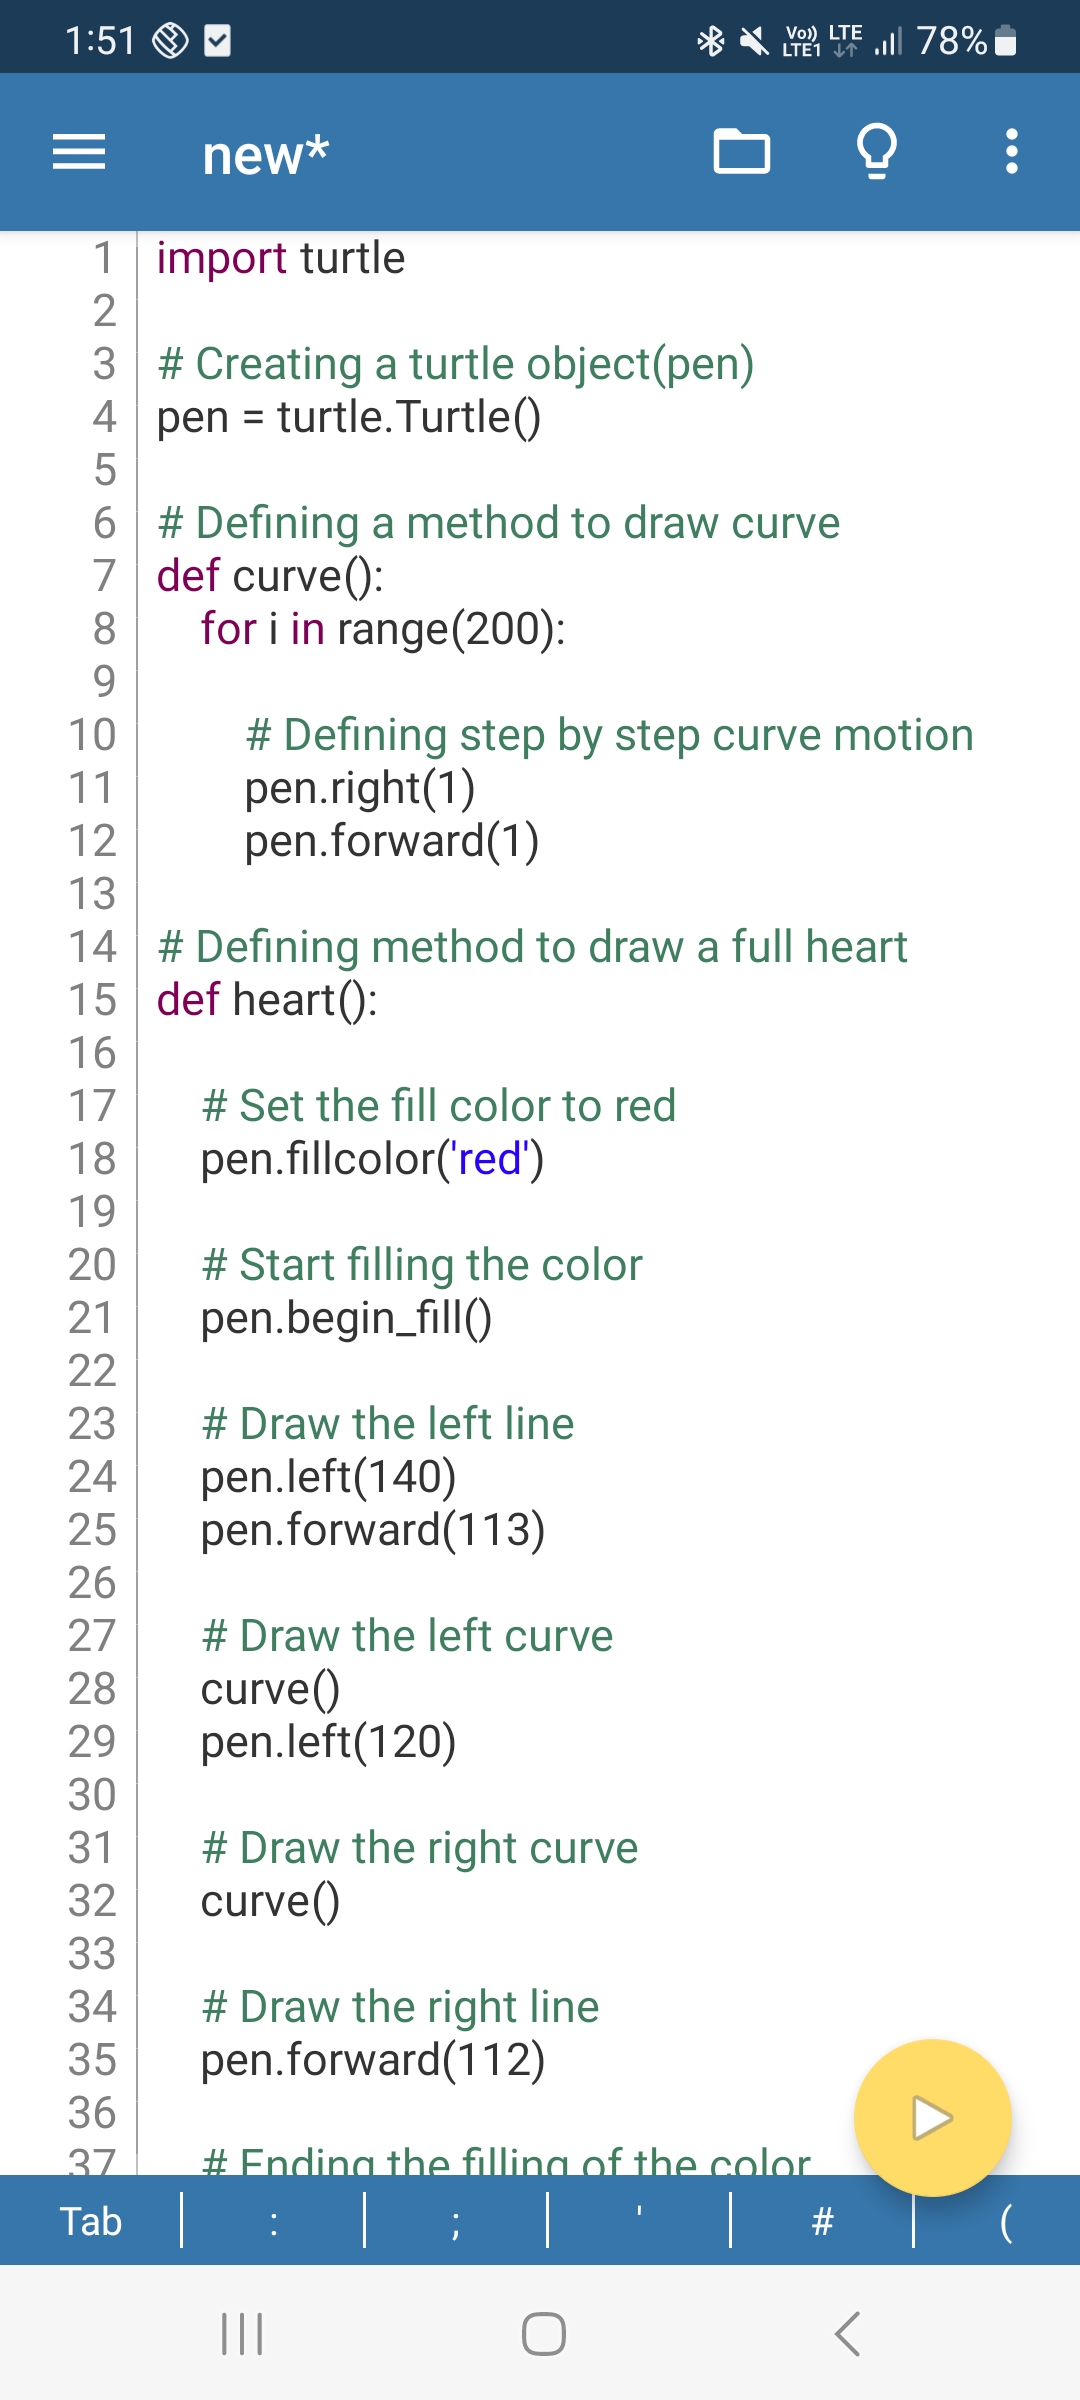 1:51 Vo)) LTE1 LTE 78%
new*
1 import turtle
2
3 # Creating a turtle object(pen)
4 pen = turtle.Turtle()
5
6 # Defining a method to draw curve
7 def curve():
8     for i in range(200):
9
10         # Defining step by step curve motion
11         pen.right(1)
12         pen.forward(1)
13
14 # Defining method to draw a full heart
15 def heart():
16
17     # Set the fill color to red
18     pen.fillcolor('red')
19
20     # Start filling the color
21     pen.begin_fill()
22
23     # Draw the left line
24     pen.left(140)
25     pen.forward(113)
26
27     # Draw the left curve
28     curve()
29     pen.left(120)
30
31     # Draw the right curve
32     curve()
33
34     # Draw the right line
35     pen.forward(112)
36
37     # Ending the filling of the color
Tab : ; ' # (